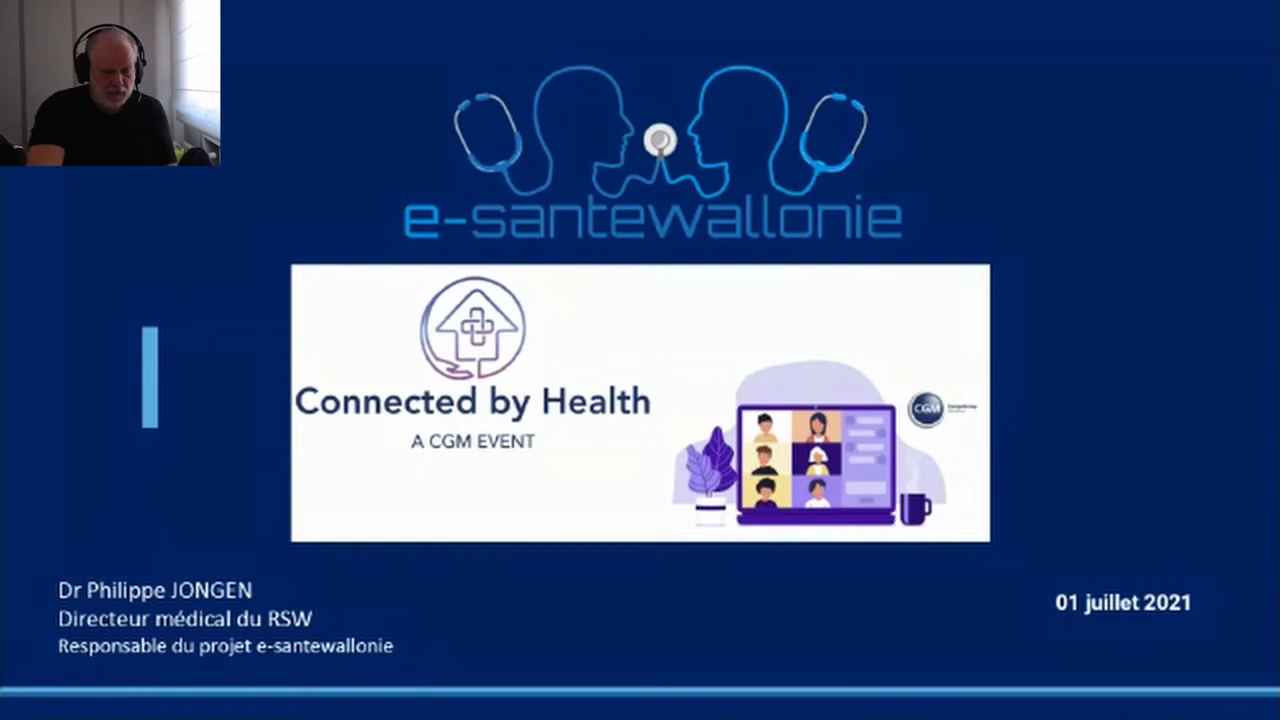 e-santewallonie
Connected by Health
A CGM EVENT
CGM
Dr Philippe JONGEN
Directeur médical du RSW
Responsable du projet e-santewallonie
01 juillet 2021